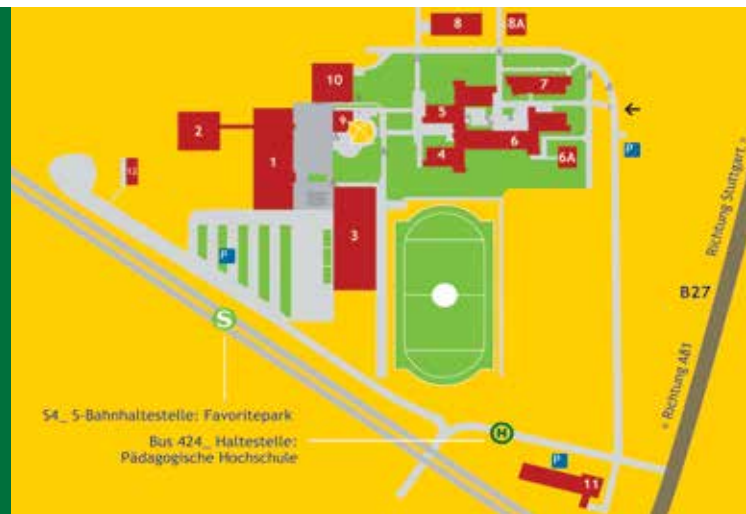 8
8A
10
7
9
5
2
1
6
4
6A
P
12
3
P
S
Richtung Stuttgart »
B27
« Richtung A81
S4_ S-Bahnhaltestelle: Favoritepark
Bus 424_ Haltestelle:
Pädagogische Hochschule
H
P
11